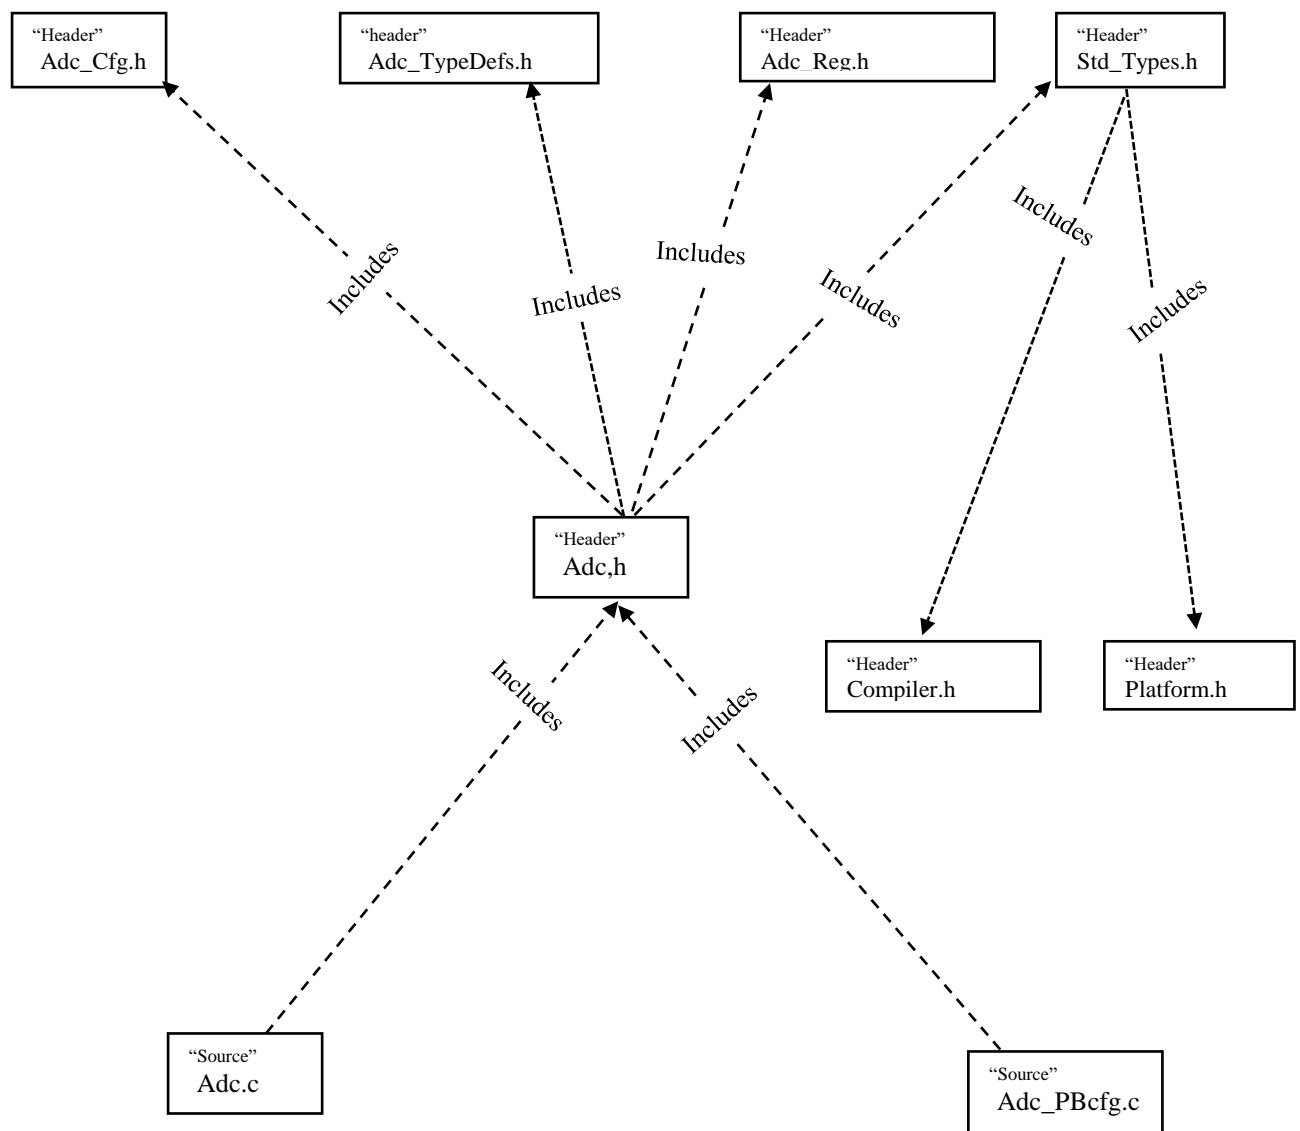 “Header”
Adc_Cfg.h
“header”
Adc_TypeDefs.h
“Header”
Adc_Reg.h
“Header”
Std_Types.h
Includes
Includes
Includes
Includes
Includes
Includes
“Header”
Adc,h
“Header”
Compiler.h
“Header”
Platform.h
Includes
Includes
“Source”
Adc.c
“Source”
Adc_PBcfg.c